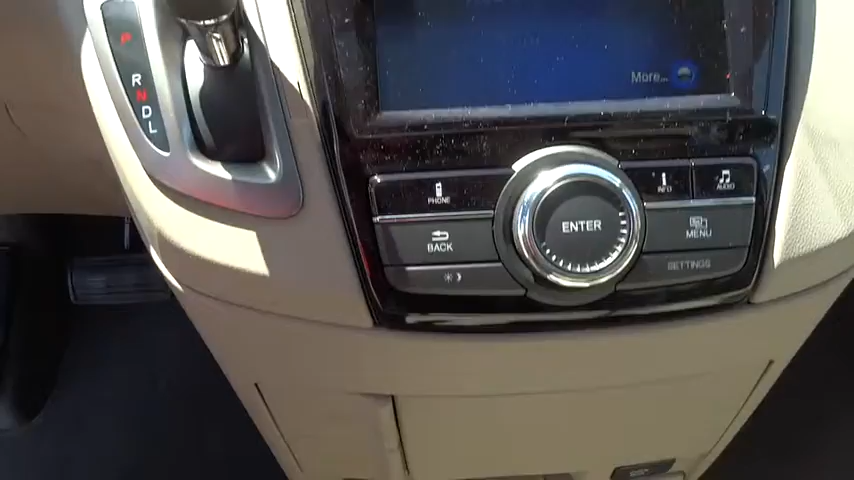 P
R
N
D
L
More...
PHONE
BACK
ENTER
INFO
AUDIO
MENU
SETTINGS